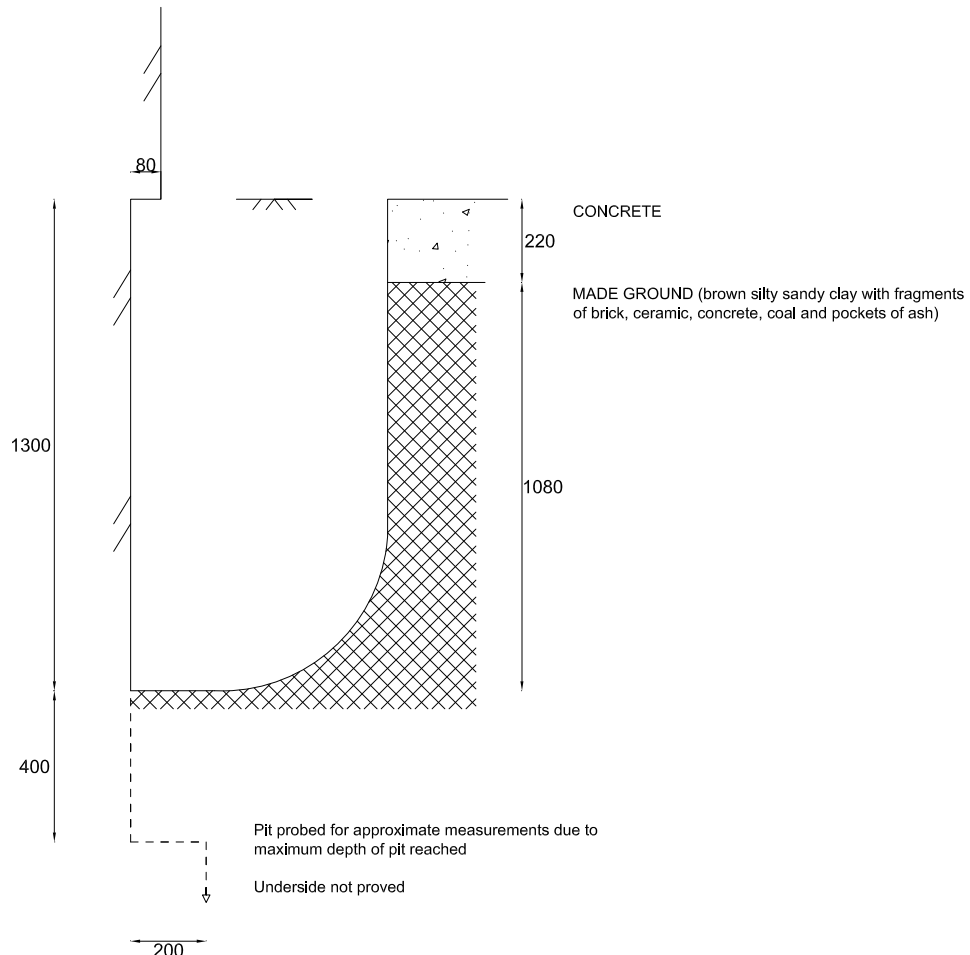 80
CONCRETE
220
MADE GROUND (brown silty sandy clay with fragments
of brick, ceramic, concrete, coal and pockets of ash)
1300
1080
400
Pit probed for approximate measurements due to
maximum depth of pit reached
Underside not proved
200